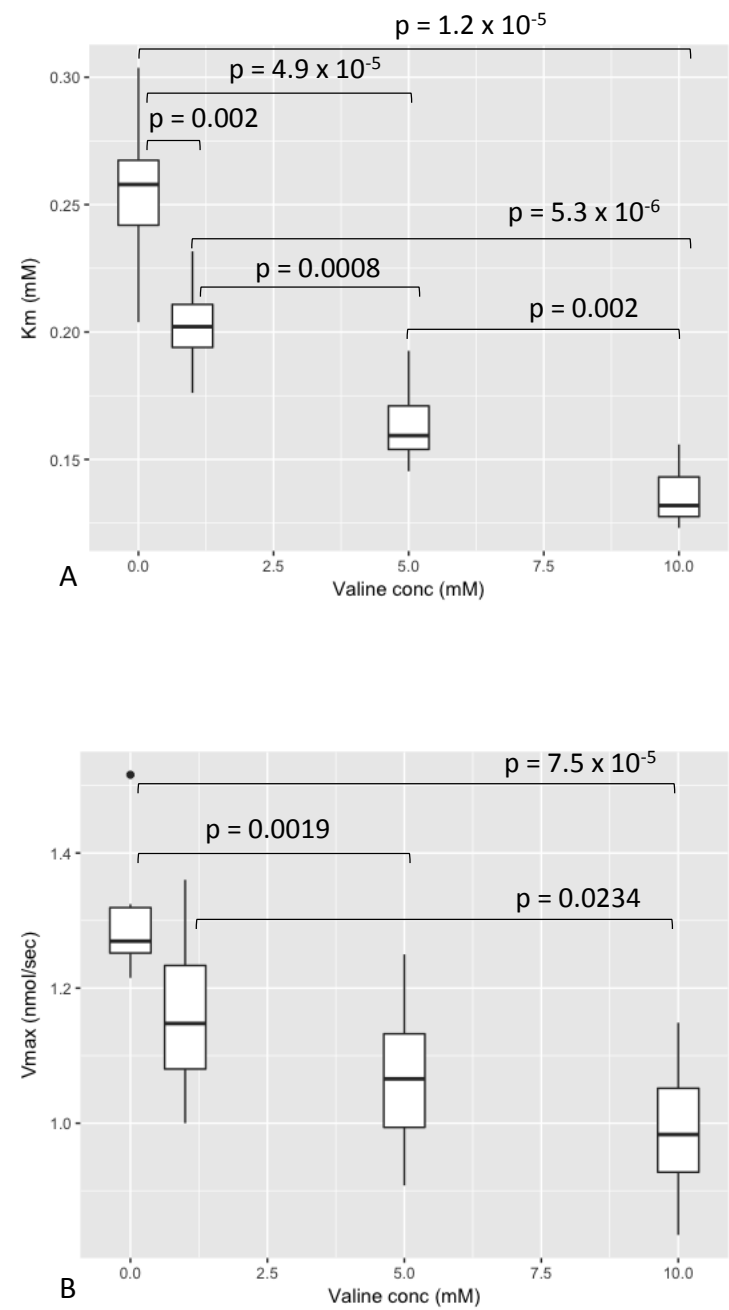 p = 1.2 x 10-5
p = 4.9 x 10-5
p = 0.002
p = 5.3 x 10-6
p = 0.0008
p = 0.002
0.30
0.25
0.20
0.15
Km (mM)
0.0 2.5 5.0 7.5 10.0
Valine conc (mM)
A
p = 7.5 x 10-5
p = 0.0019
p = 0.0234
1.4
1.2
1.0
Vmax (nmol/sec)
0.0 2.5 5.0 7.5 10.0
Valine conc (mM)
B